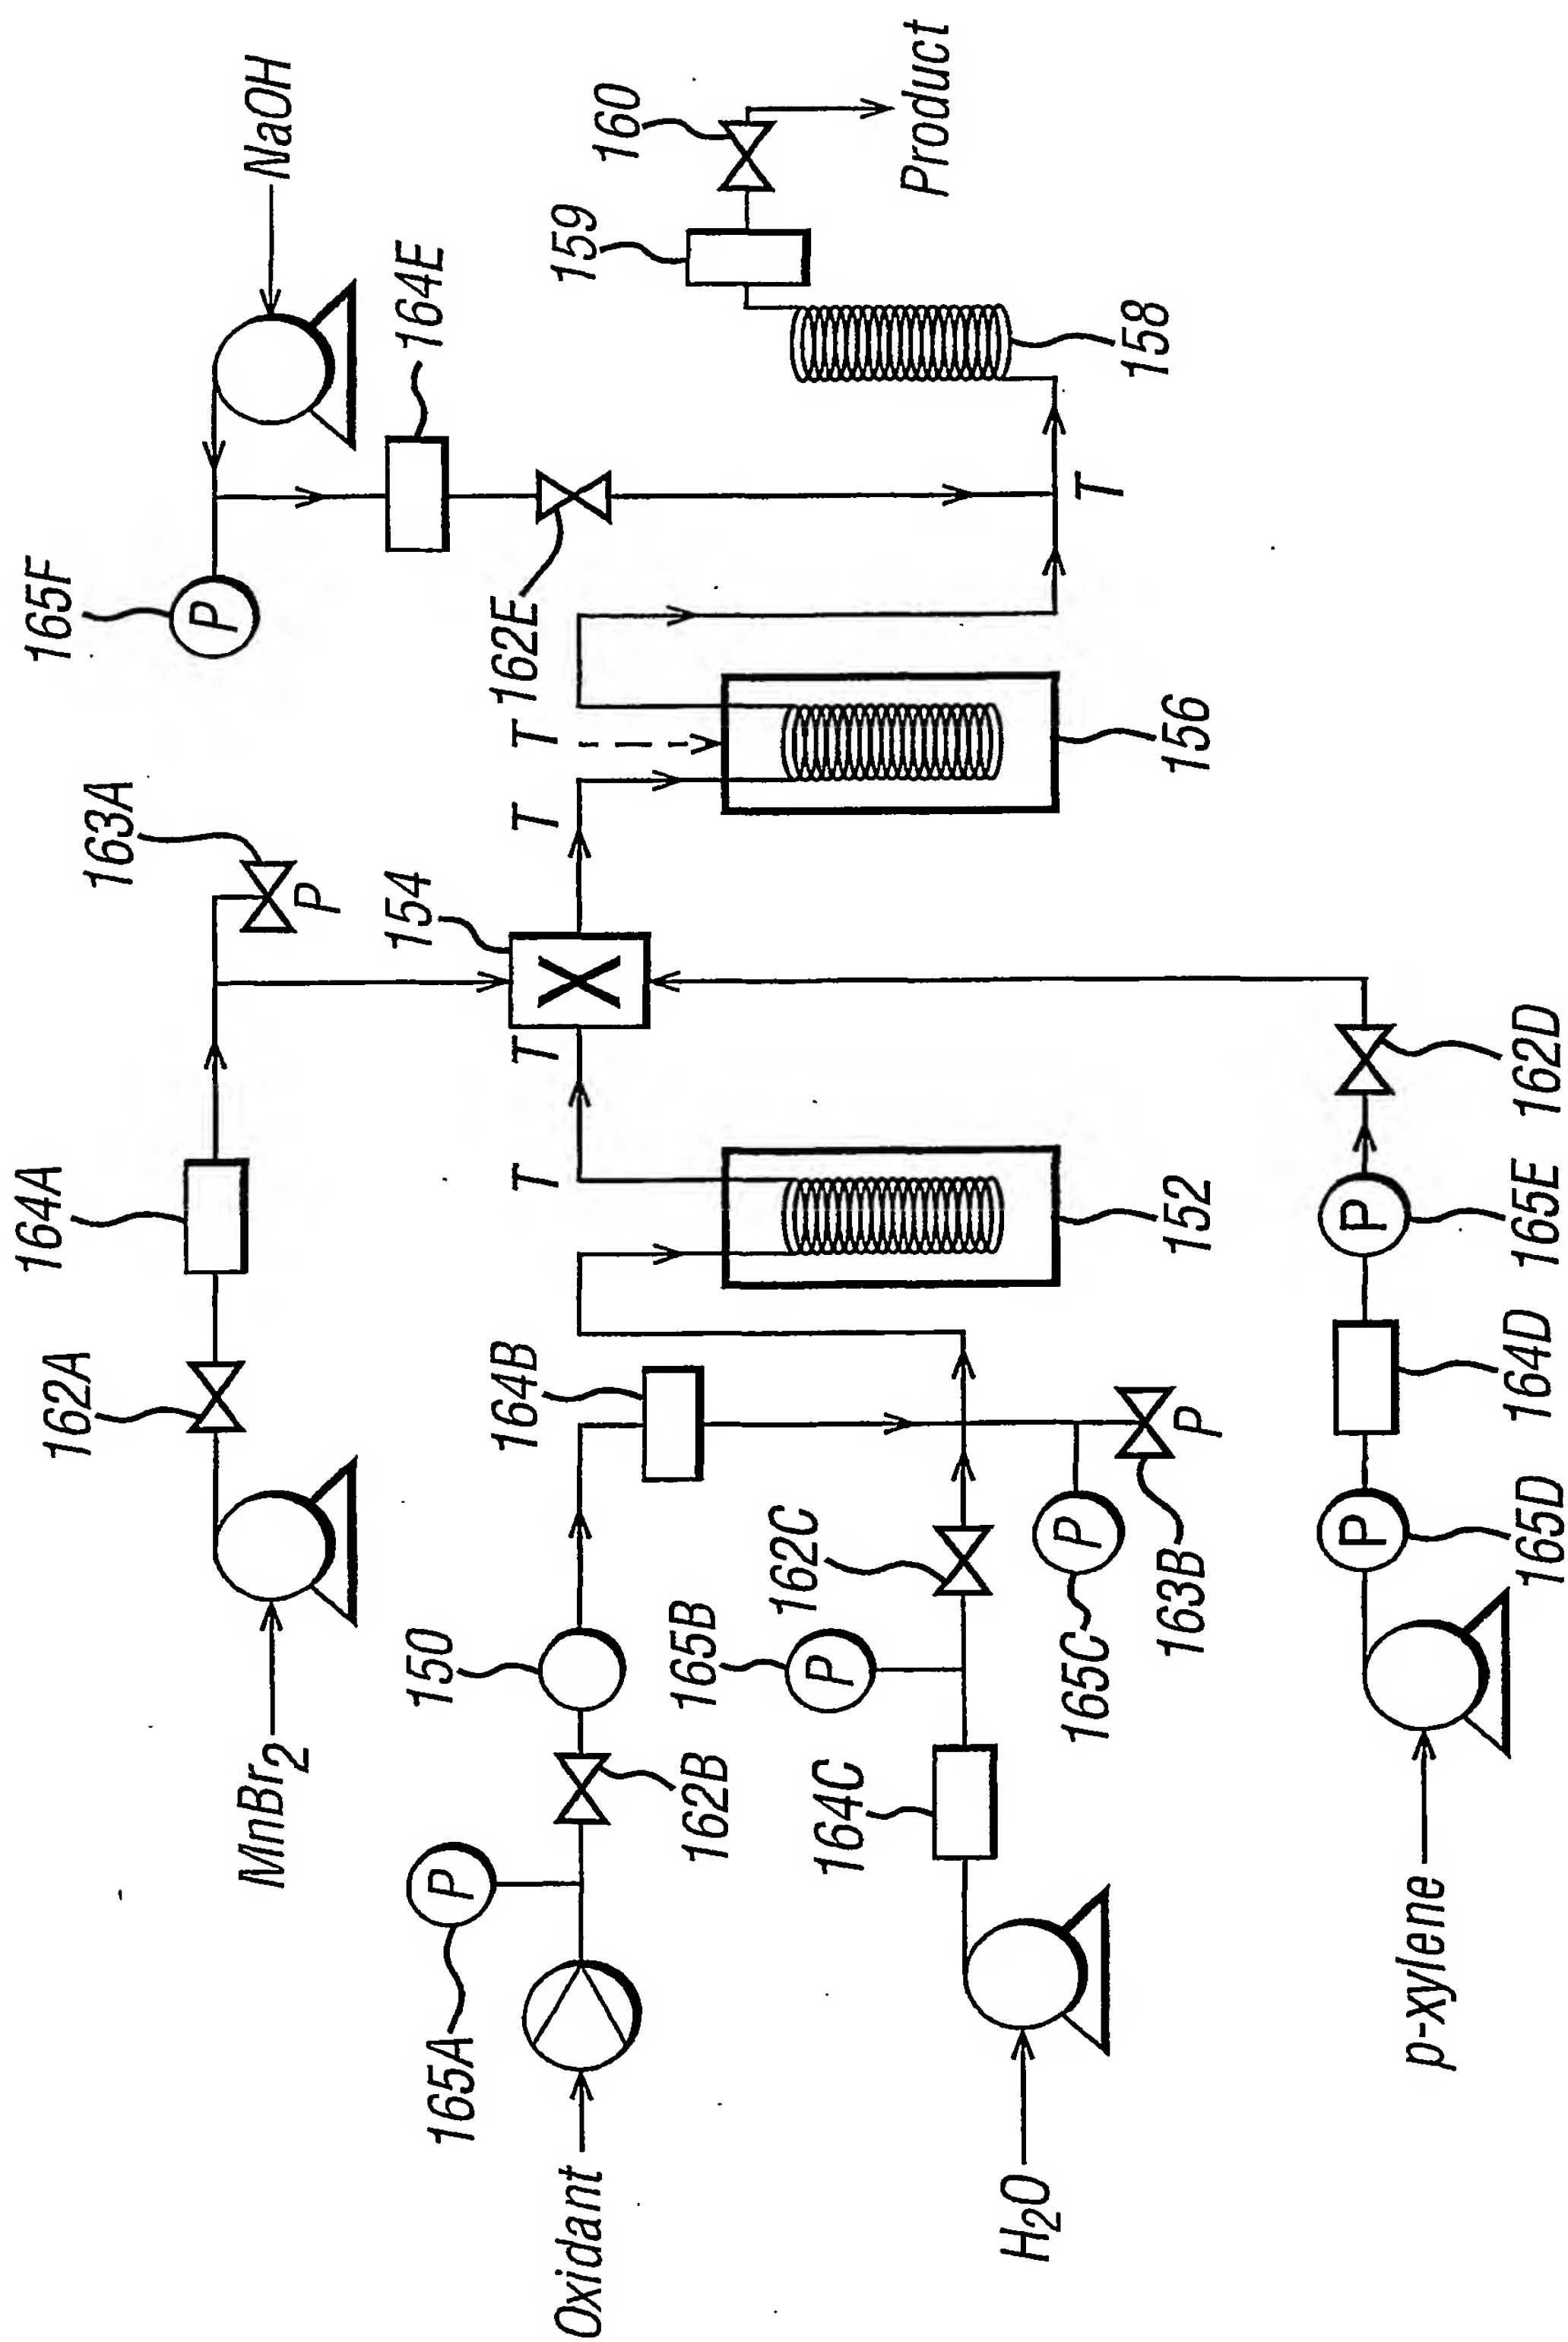 NaOH
165F
P
164E
162E
T
160
159
Product
158
163A
P
154
X
T
T
156
164A
162A
MnBr2
T
T
152
164B
150
165A
P
162B
Oxidant
165B
P
162C
164C
H2O
165C
P
163B
P
162D
165E
P
164D
165D
P
p-xylene